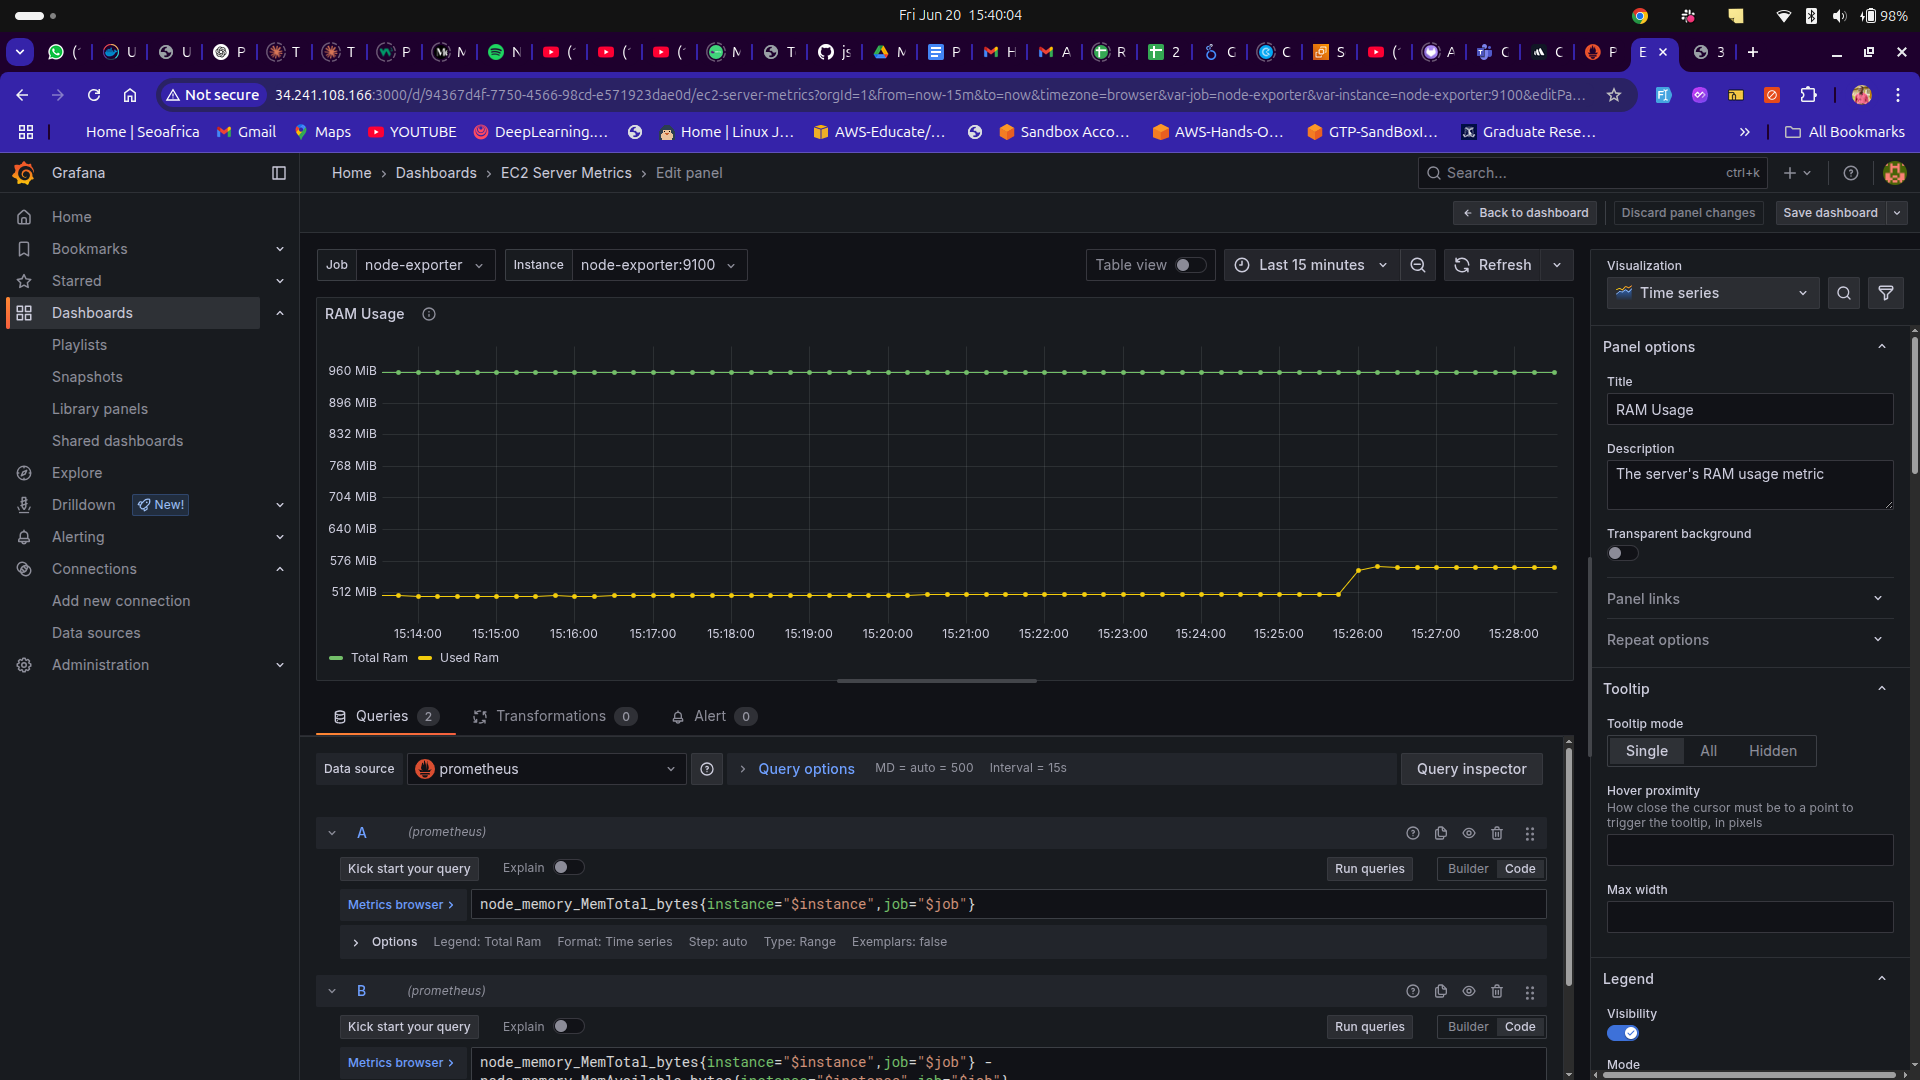 Fri Jun 20 15:40:04
98%
Not secure
34.241.108.166:3000/d/94367d4f-7750-4566-98cd-e571923dae0d/ec2-server-metrics?orgId=1&from=now-15m&to=now&timezone=browser&var-job=node-exporter&var-instance=node-exporter:9100&editPa...
Home | Seoafrica
Gmail
Maps
YOUTUBE
DeepLearning....
Home | Linux J...
AWS-Educate/...
Sandbox Acco...
AWS-Hands-O...
GTP-SandBoxI...
Graduate Rese...
All Bookmarks
Grafana
Home › Dashboards › EC2 Server Metrics › Edit panel
Search...
ctrl+k
Back to dashboard
Discard panel changes
Save dashboard
Home
Bookmarks
Starred
Dashboards
Playlists
Snapshots
Library panels
Shared dashboards
Explore
Drilldown
New!
Alerting
Connections
Add new connection
Data sources
Administration
Job
node-exporter
Instance
node-exporter:9100
Table view
Last 15 minutes
Refresh
RAM Usage
960 MiB
896 MiB
832 MiB
768 MiB
704 MiB
640 MiB
576 MiB
512 MiB
15:14:00
15:15:00
15:16:00
15:17:00
15:18:00
15:19:00
15:20:00
15:21:00
15:22:00
15:23:00
15:24:00
15:25:00
15:26:00
15:27:00
15:28:00
Total Ram
Used Ram
Queries 2
Transformations 0
Alert 0
Data source
prometheus
Query options
MD = auto = 500
Interval = 15s
Query inspector
A
(prometheus)
Kick start your query
Explain
Run queries
Builder
Code
Metrics browser >
node_memory_MemTotal_bytes{instance="$instance",job="$job"}
Options
Legend: Total Ram
Format: Time series
Step: auto
Type: Range
Exemplars: false
B
(prometheus)
Kick start your query
Explain
Run queries
Builder
Code
Metrics browser >
node_memory_MemTotal_bytes{instance="$instance",job="$job"} -
node_memory_MemAvailable_bytes{instance="$instance",job="$job"}
Visualization
Time series
Panel options
Title
RAM Usage
Description
The server's RAM usage metric
Transparent background
Panel links
Repeat options
Tooltip
Tooltip mode
Single
All
Hidden
Hover proximity
How close the cursor must be to a point to
trigger the tooltip, in pixels
Max width
Legend
Visibility
Mode